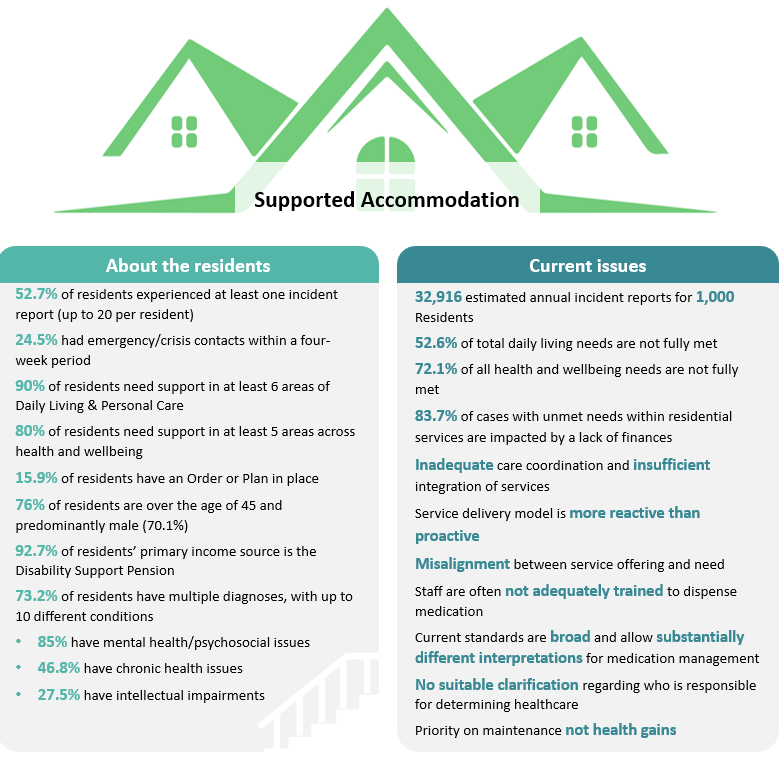 Supported Accommodation
About the residents
52.7% of residents experienced at least one incident
report (up to 20 per resident)
24.5% had emergency/crisis contacts within a four-
week period
90% of residents need support in at least 6 areas of
Daily Living & Personal Care
80% of residents need support in at least 5 areas across
health and wellbeing
15.9% of residents have an Order or Plan in place
76% of residents are over the age of 45 and
predominantly male (70.1%)
92.7% of residents’ primary income source is the
Disability Support Pension
73.2% of residents have multiple diagnoses, with up to
10 different conditions
• 85% have mental health/psychosocial issues
• 46.8% have chronic health issues
• 27.5% have intellectual impairments
Current issues
32,916 estimated annual incident reports for 1,000
Residents
52.6% of total daily living needs are not fully met
72.1% of all health and wellbeing needs are not fully
met
83.7% of cases with unmet needs within residential
services are impacted by a lack of finances
Inadequate care coordination and insufficient
integration of services
Service delivery model is more reactive than
proactive
Misalignment between service offering and need
Staff are often not adequately trained to dispense
medication
Current standards are broad and allow substantially
different interpretations for medication management
No suitable clarification regarding who is responsible
for determining healthcare
Priority on maintenance not health gains